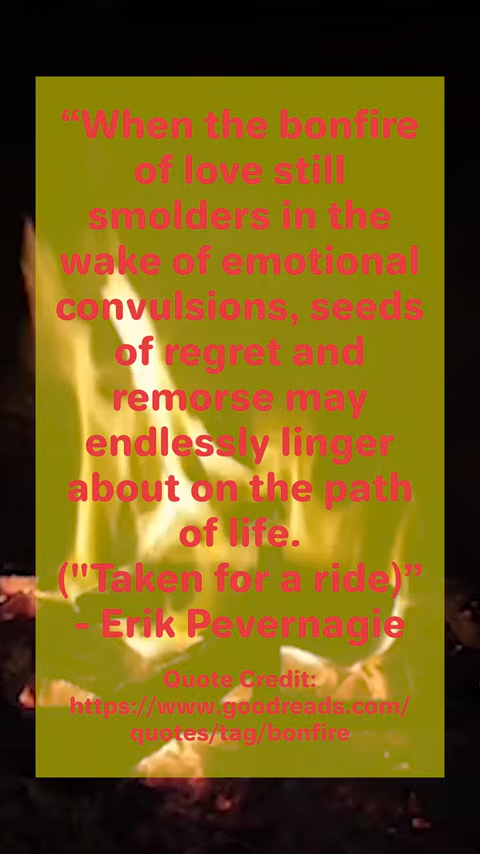 “When the bonfire
of love still
smolders in the
wake of emotional
convulsions, seeds
of regret and
remorse may
endlessly linger
about on the path
of life.
("Taken for a ride)”
- Erik Pevernagie
Quote Credit:
https://www.goodreads.com/
quotes/tag/bonfire